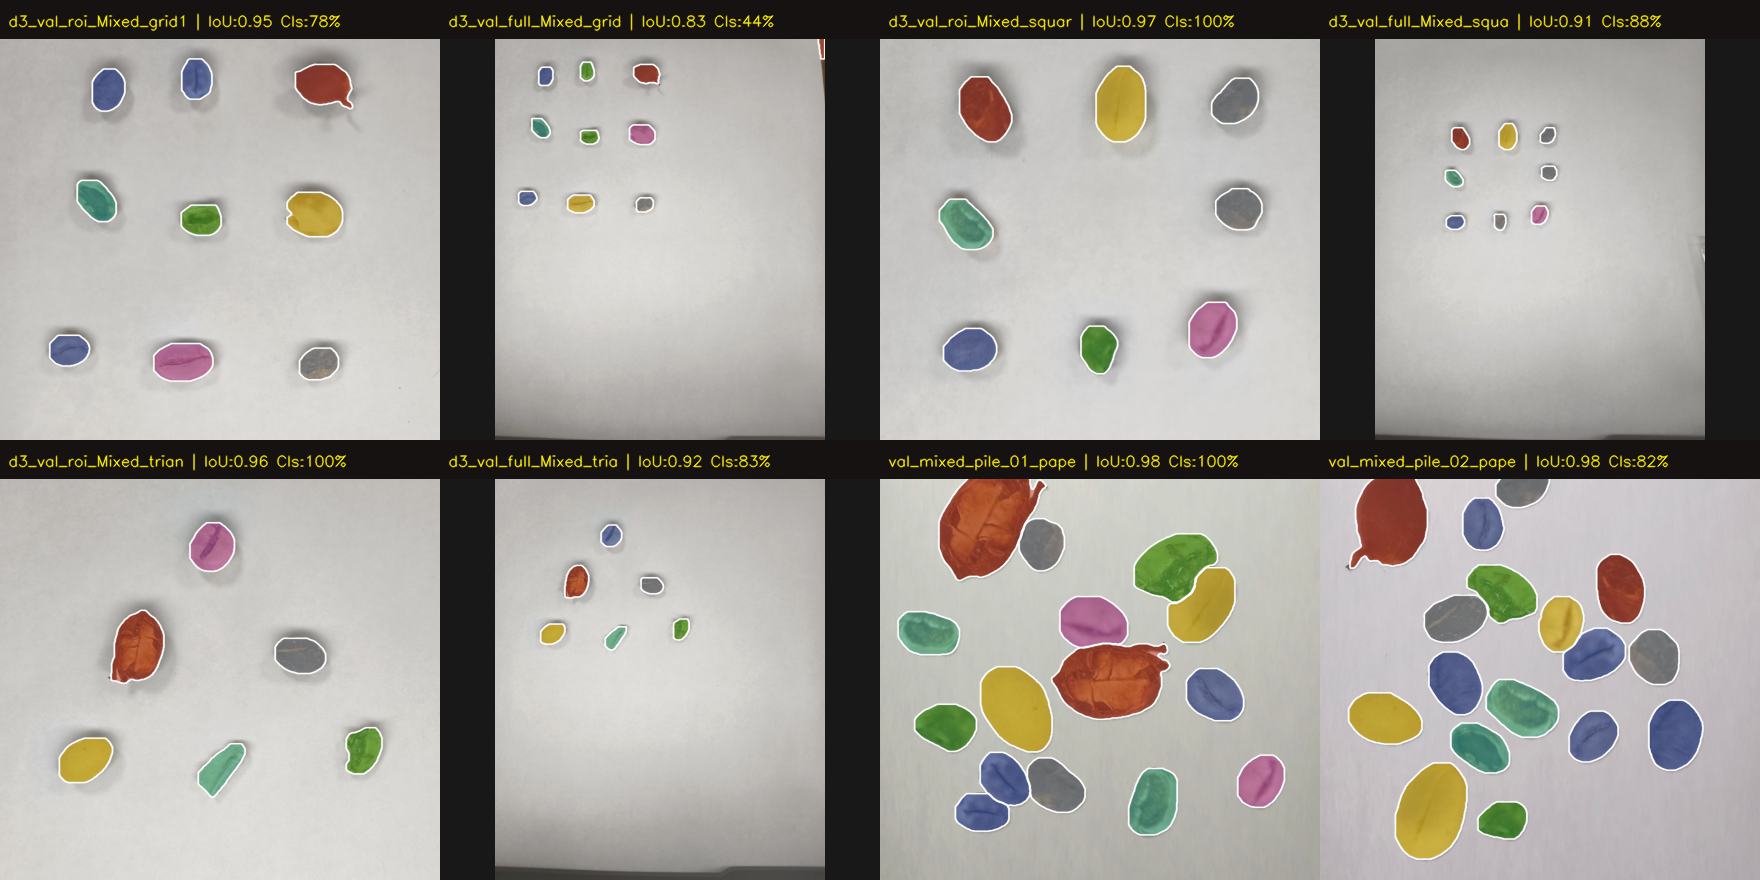 d3_val_roi_Mixed_grid1 | IoU:0.95 Cls:78%
d3_val_full_Mixed_grid | IoU:0.83 Cls:44%
d3_val_roi_Mixed_squar | IoU:0.97 Cls:100%
d3_val_full_Mixed_squa | IoU:0.91 Cls:88%
d3_val_roi_Mixed_trian | IoU:0.96 Cls:100%
d3_val_full_Mixed_tria | IoU:0.92 Cls:83%
val_mixed_pile_01_pape | IoU:0.98 Cls:100%
val_mixed_pile_02_pape | IoU:0.98 Cls:82%